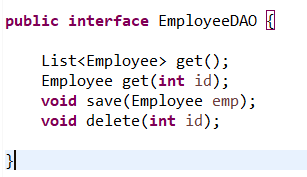 public interface EmployeeDAO {
List<Employee> get();
Employee get(int id);
void save(Employee emp);
void delete(int id);
}